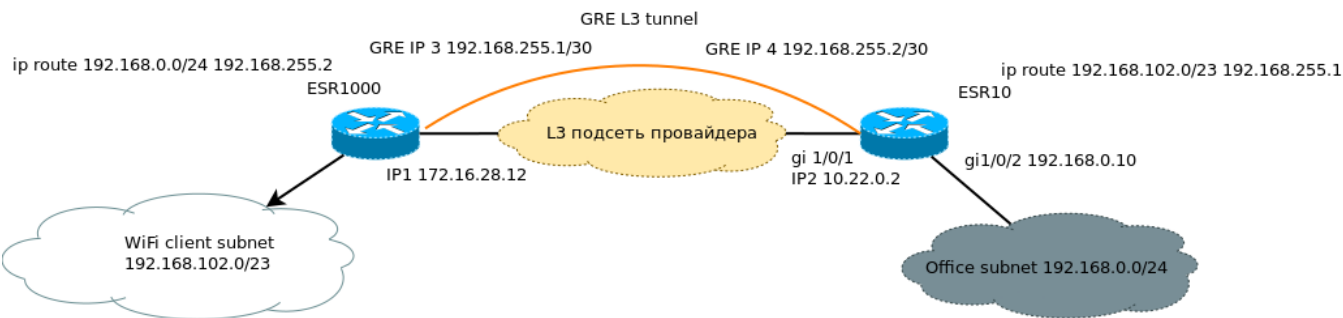 GRE L3 tunnel
GRE IP 3 192.168.255.1/30
GRE IP 4 192.168.255.2/30
ip route 192.168.0.0/24 192.168.255.2
ip route 192.168.102.0/23 192.168.255.1
ESR1000
ESR10
L3 подсеть провайдера
IP1 172.16.28.12
gi 1/0/1
IP2 10.22.0.2
gi1/0/2 192.168.0.10
WiFi client subnet
192.168.102.0/23
Office subnet 192.168.0.0/24